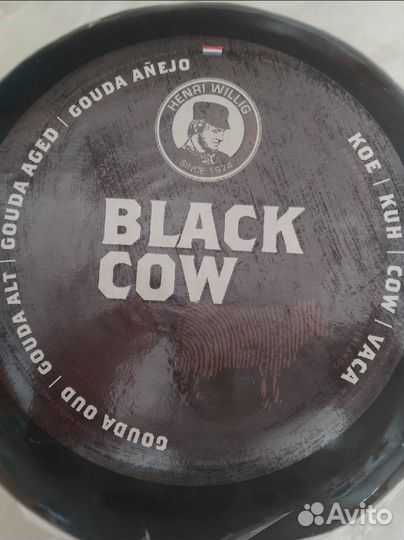 GOUDA OUD | GOUDA ALT | GOUDA AGED | GOUDA AÑEJO
HENRI WILLIG
SINCE 1974
KOE | KUH | COW | VACA
BLACK
COW
Avito